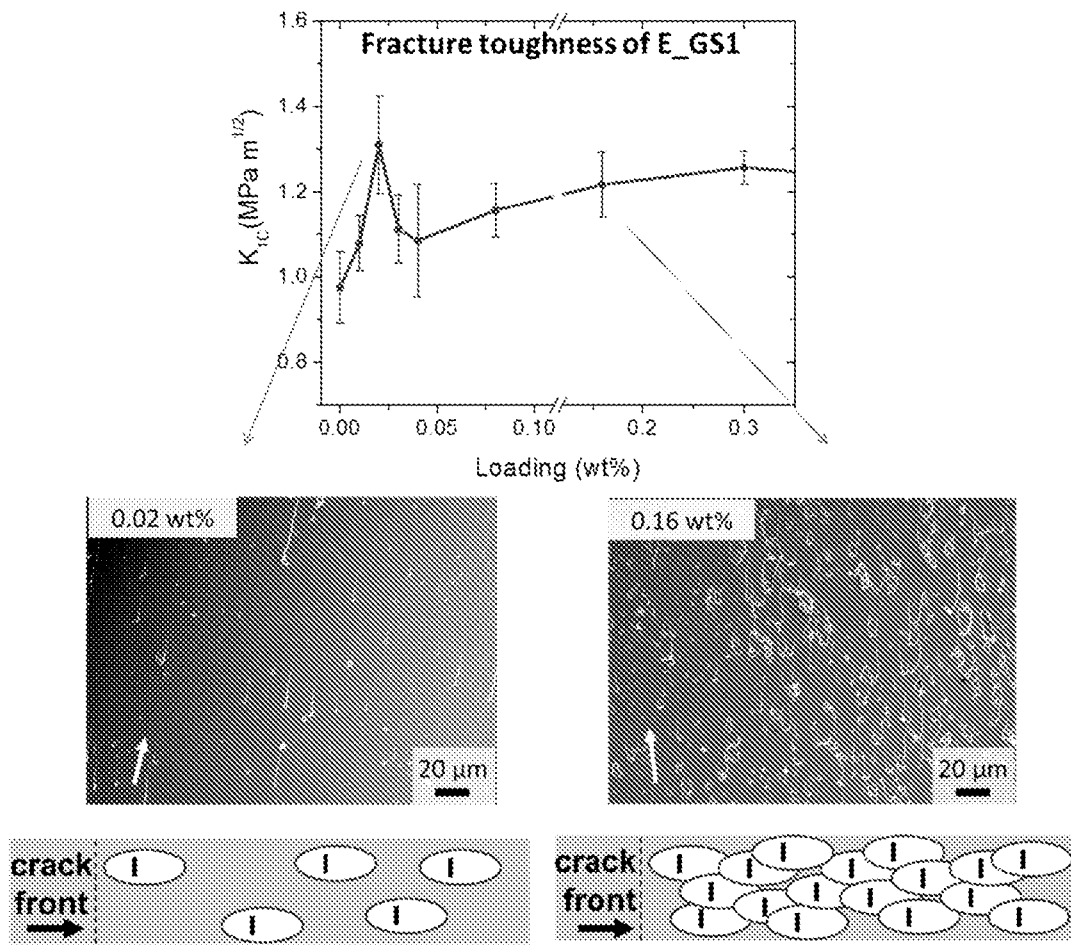 Fracture toughness of E_GS1
1.6
1.4
1.2
1.0
0.8
K1C(MPa m1/2)
0.00 0.05 0.10 0.2 0.3
Loading (wt%)
0.02 wt%
20 µm
0.16 wt%
20 µm
crack
front
crack
front